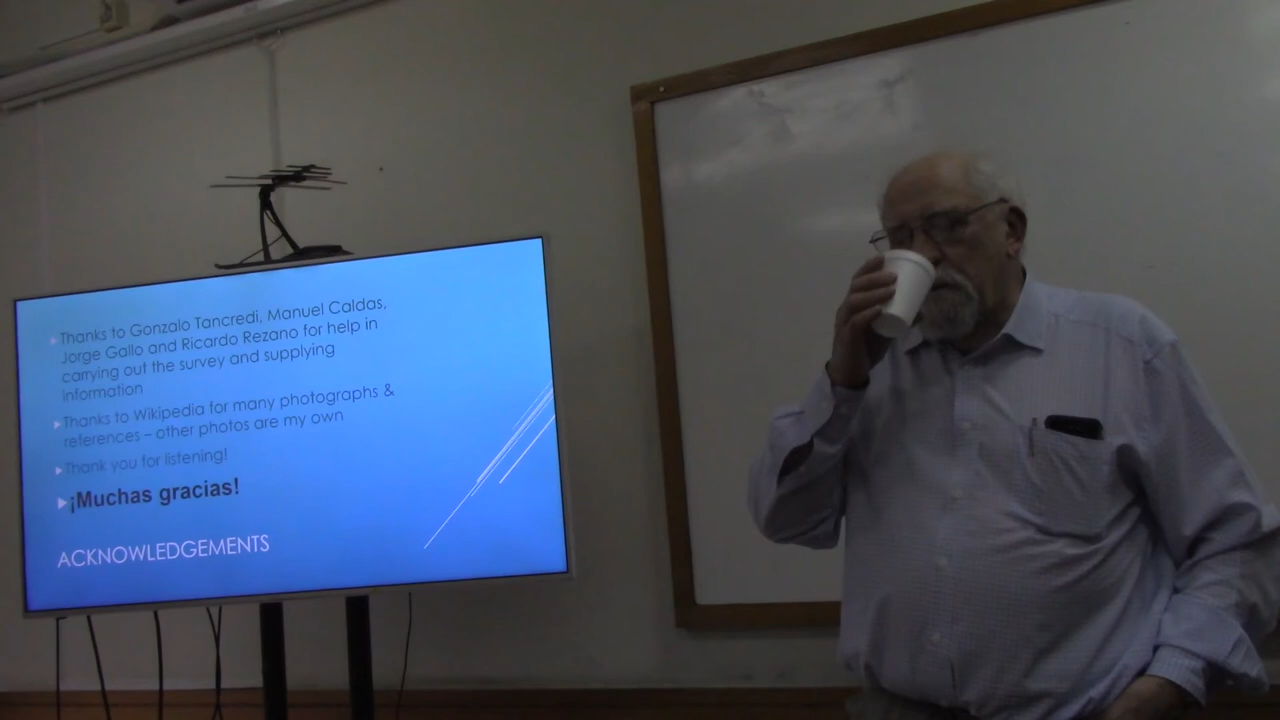 Thanks to Gonzalo Tancredi, Manuel Caldas,
Jorge Gallo and Ricardo Rezano for help in
carrying out the survey and supplying
information
Thanks to Wikipedia for many photographs &
references – other photos are my own
Thank you for listening!
¡Muchas gracias!
ACKNOWLEDGEMENTS